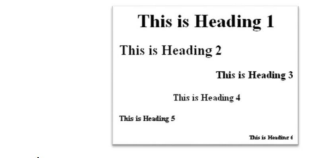 This is Heading 1
This is Heading 2
This is Heading 3
This is Heading 4
This is Heading 5
This is Heading 6